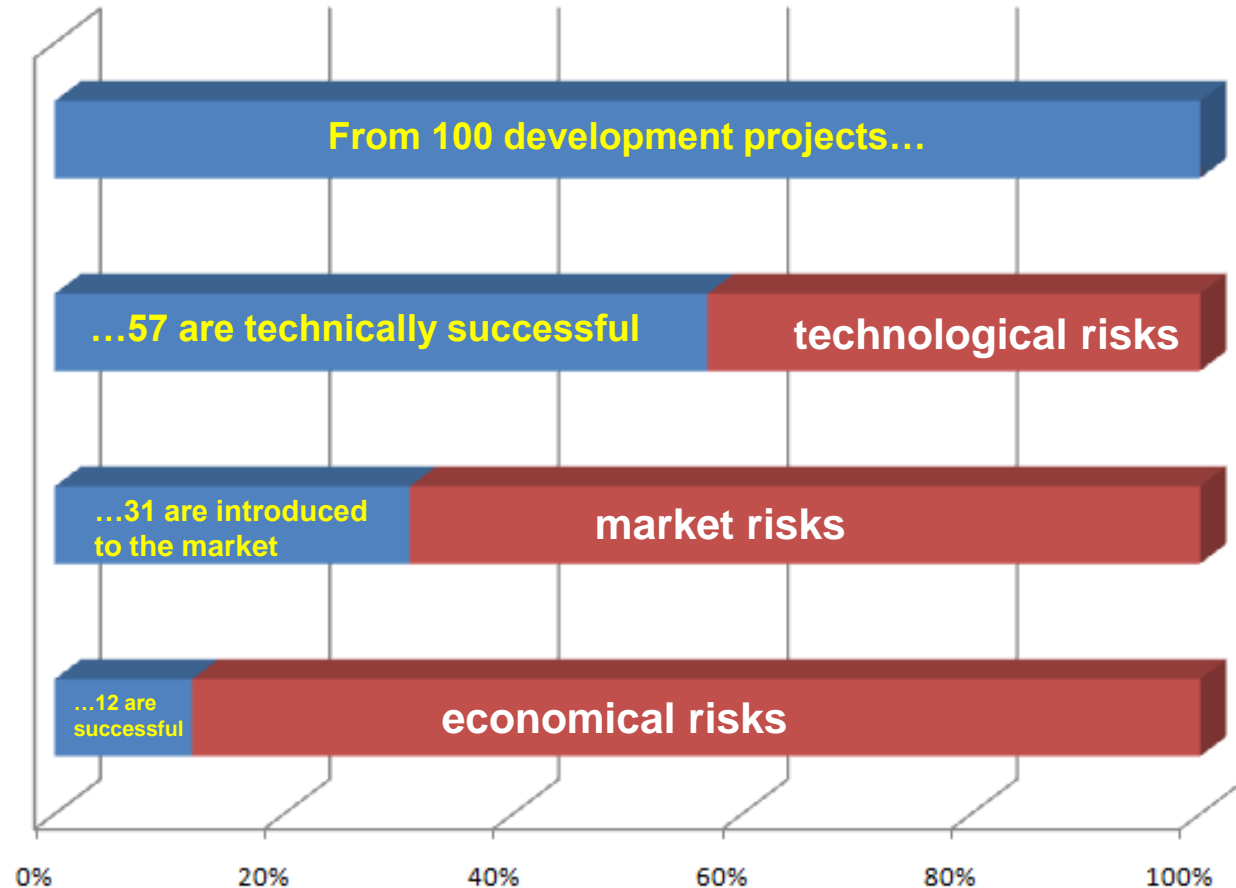 From 100 development projects…
…57 are technically successful
technological risks
…31 are introduced
to the market
market risks
…12 are
successful
economical risks
0%
20%
40%
60%
80%
100%